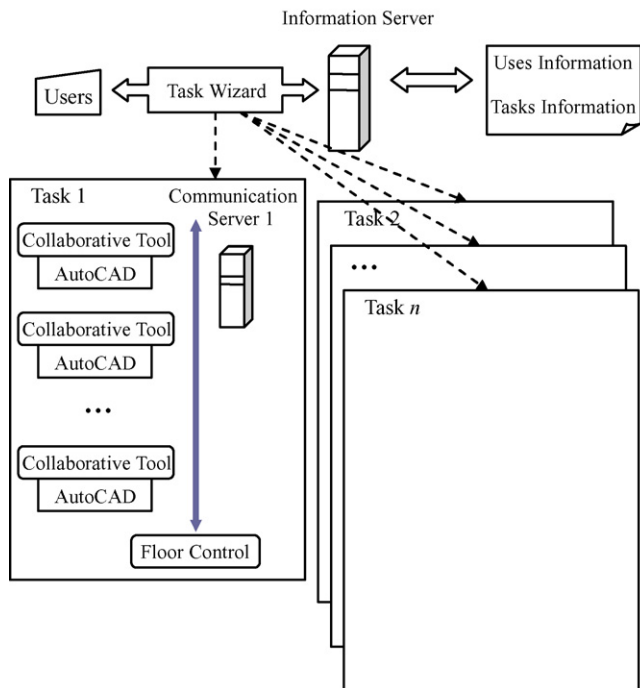 Information Server
Users
Task Wizard
Uses Information
Tasks Information
Task 1
Communication
Server 1
Collaborative Tool
AutoCAD
Collaborative Tool
AutoCAD
...
Collaborative Tool
AutoCAD
Floor Control
Task 2
...
Task n